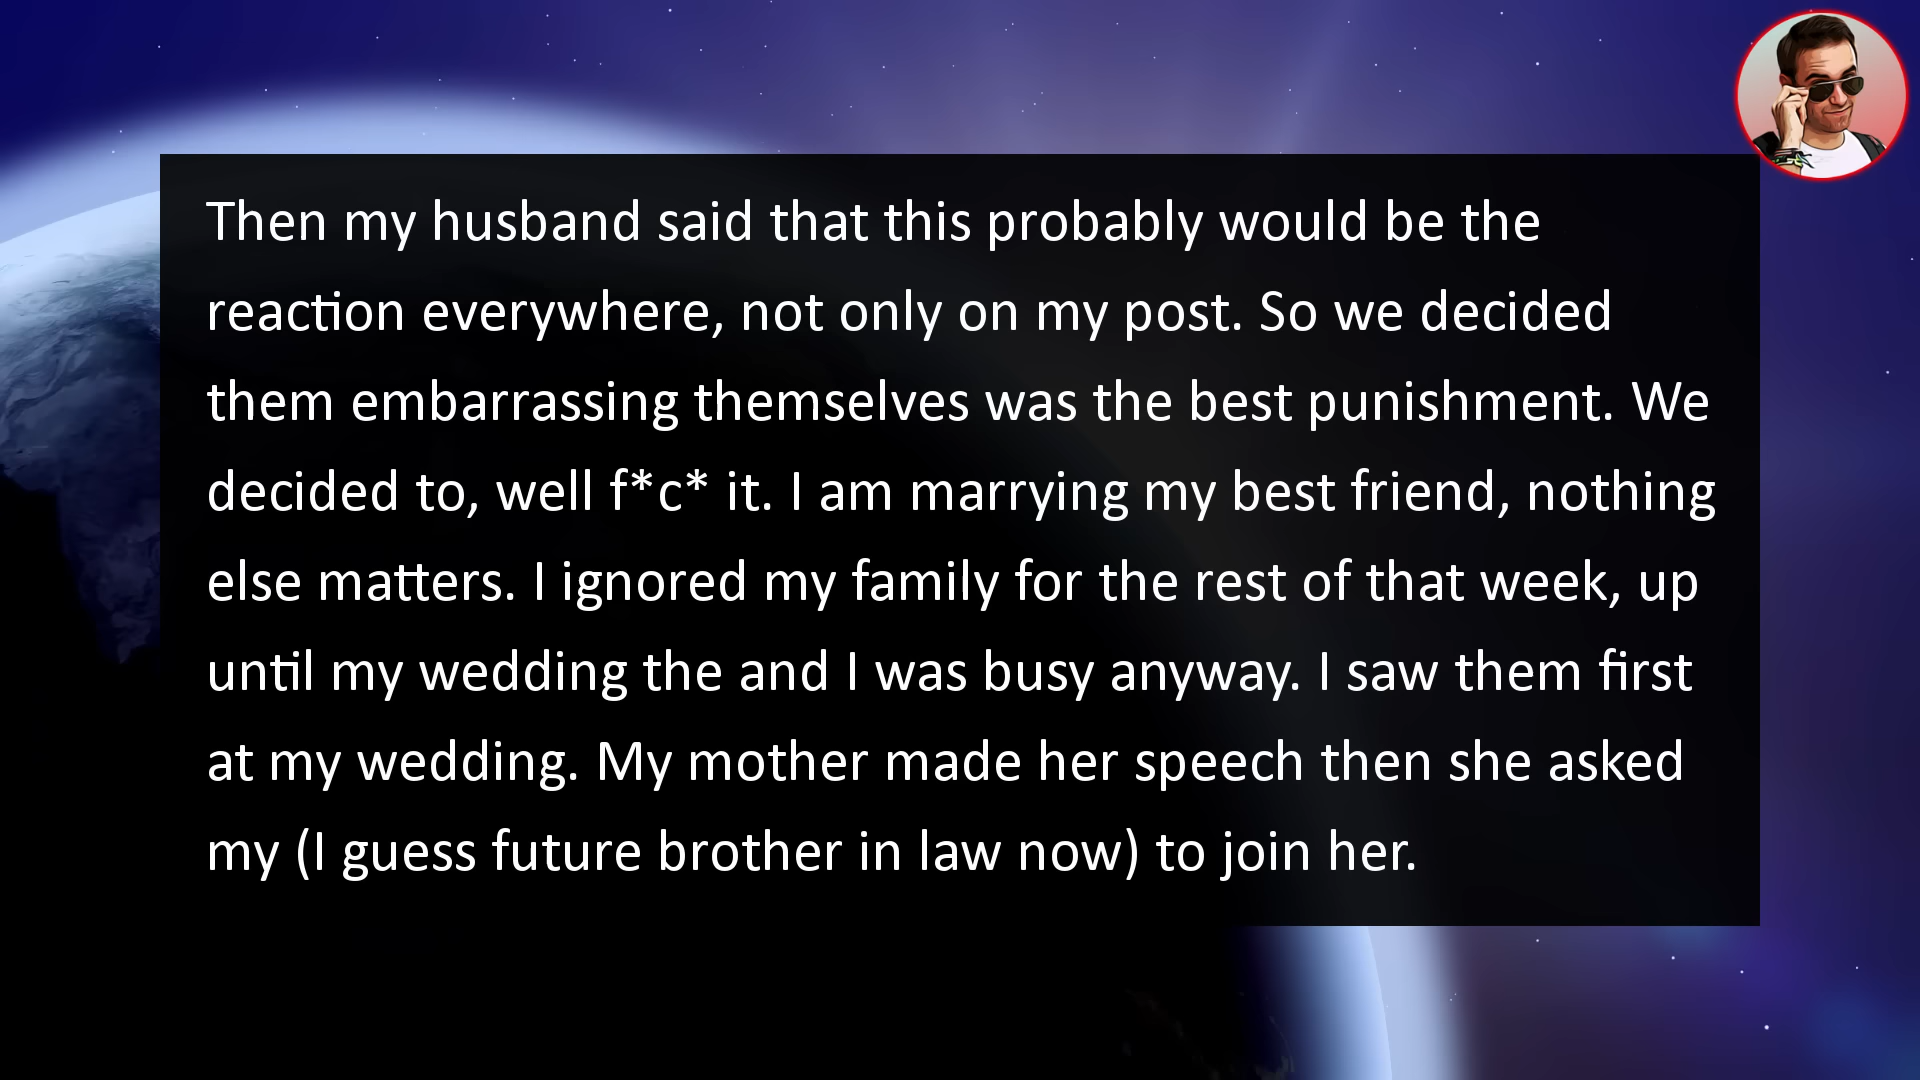 Then my husband said that this probably would be the
reaction everywhere, not only on my post. So we decided
them embarrassing themselves was the best punishment. We
decided to, well f*c* it. I am marrying my best friend, nothing
else matters. I ignored my family for the rest of that week, up
until my wedding the and I was busy anyway. I saw them first
at my wedding. My mother made her speech then she asked
my (I guess future brother in law now) to join her.